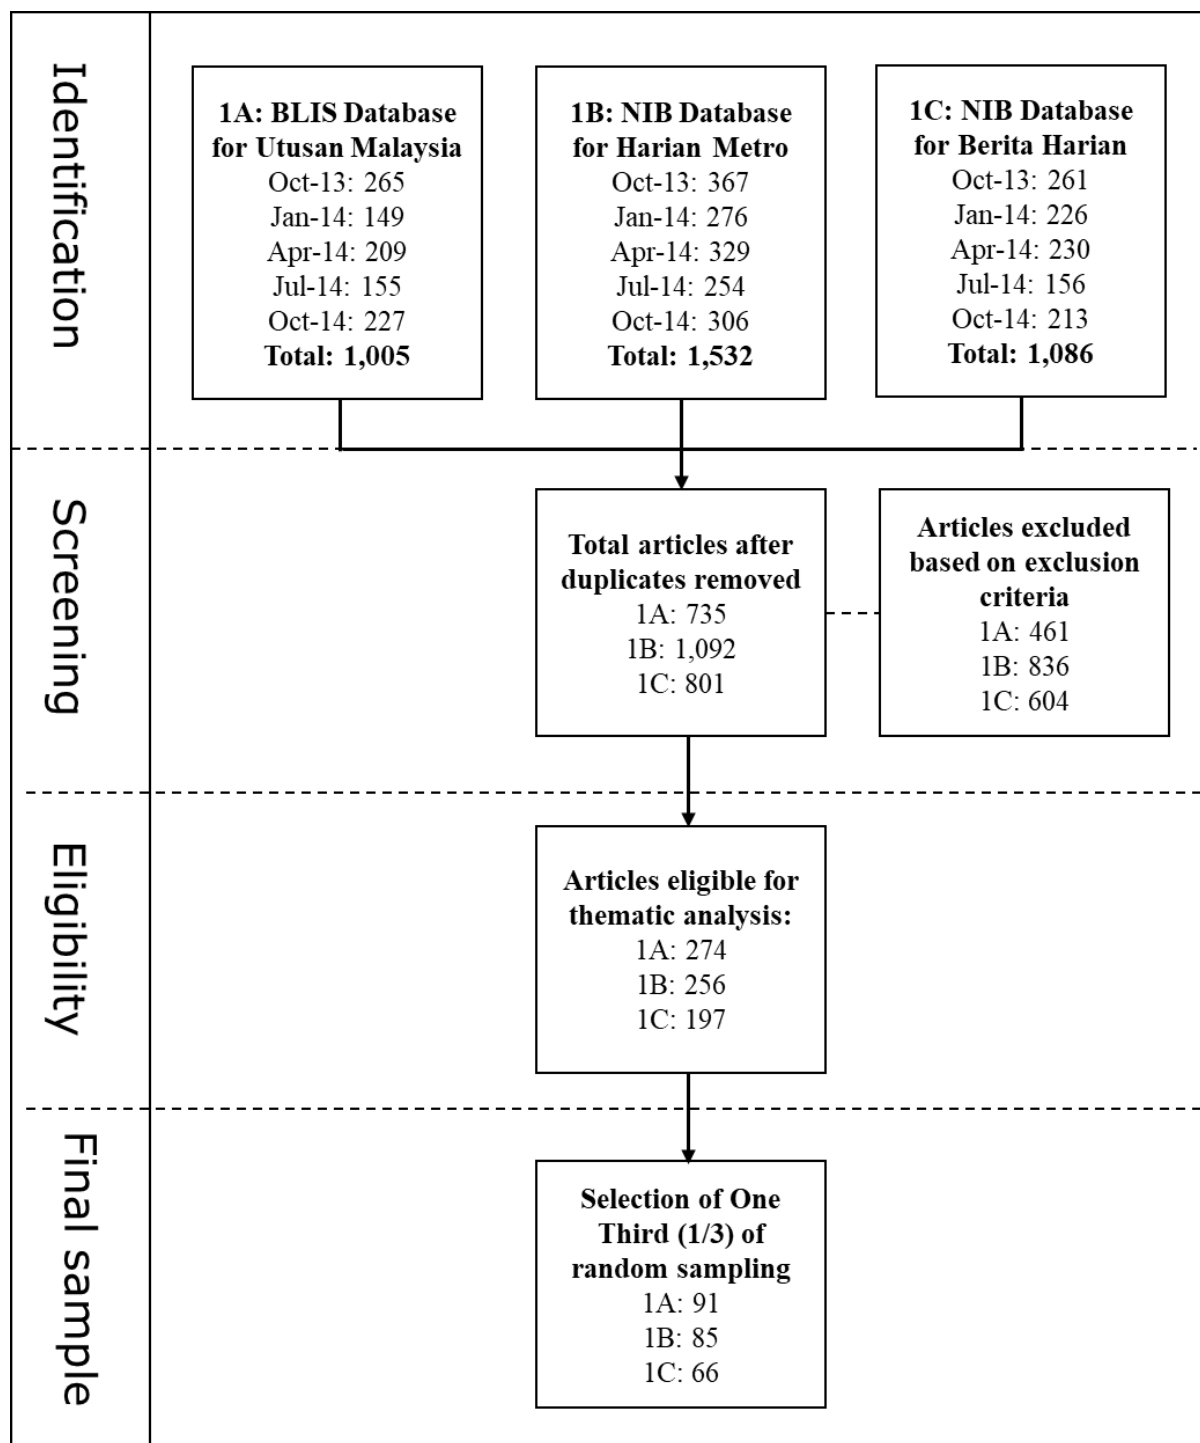 Identification
1A: BLIS Database
for Utusan Malaysia
Oct-13: 265
Jan-14: 149
Apr-14: 209
Jul-14: 155
Oct-14: 227
Total: 1,005
1B: NIB Database
for Harian Metro
Oct-13: 367
Jan-14: 276
Apr-14: 329
Jul-14: 254
Oct-14: 306
Total: 1,532
1C: NIB Database
for Berita Harian
Oct-13: 261
Jan-14: 226
Apr-14: 230
Jul-14: 156
Oct-14: 213
Total: 1,086
Screening
Total articles after
duplicates removed
1A: 735
1B: 1,092
1C: 801
Articles excluded
based on exclusion
criteria
1A: 461
1B: 836
1C: 604
Eligibility
Articles eligible for
thematic analysis:
1A: 274
1B: 256
1C: 197
Final sample
Selection of One
Third (1/3) of
random sampling
1A: 91
1B: 85
1C: 66